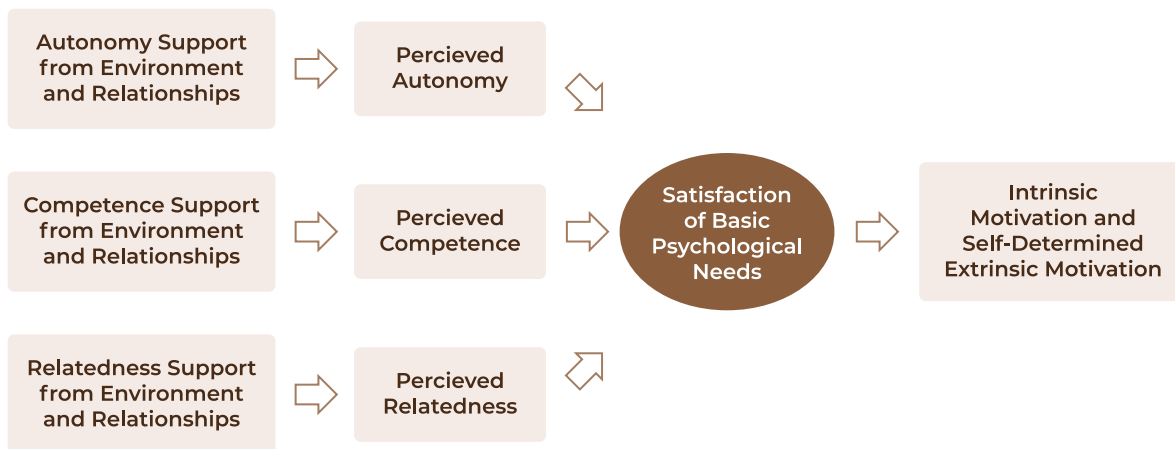 Autonomy Support
from Environment
and Relationships
Percieved
Autonomy
Competence Support
from Environment
and Relationships
Percieved
Competence
Relatedness Support
from Environment
and Relationships
Percieved
Relatedness
Satisfaction
of Basic
Psychological
Needs
Intrinsic
Motivation and
Self-Determined
Extrinsic Motivation